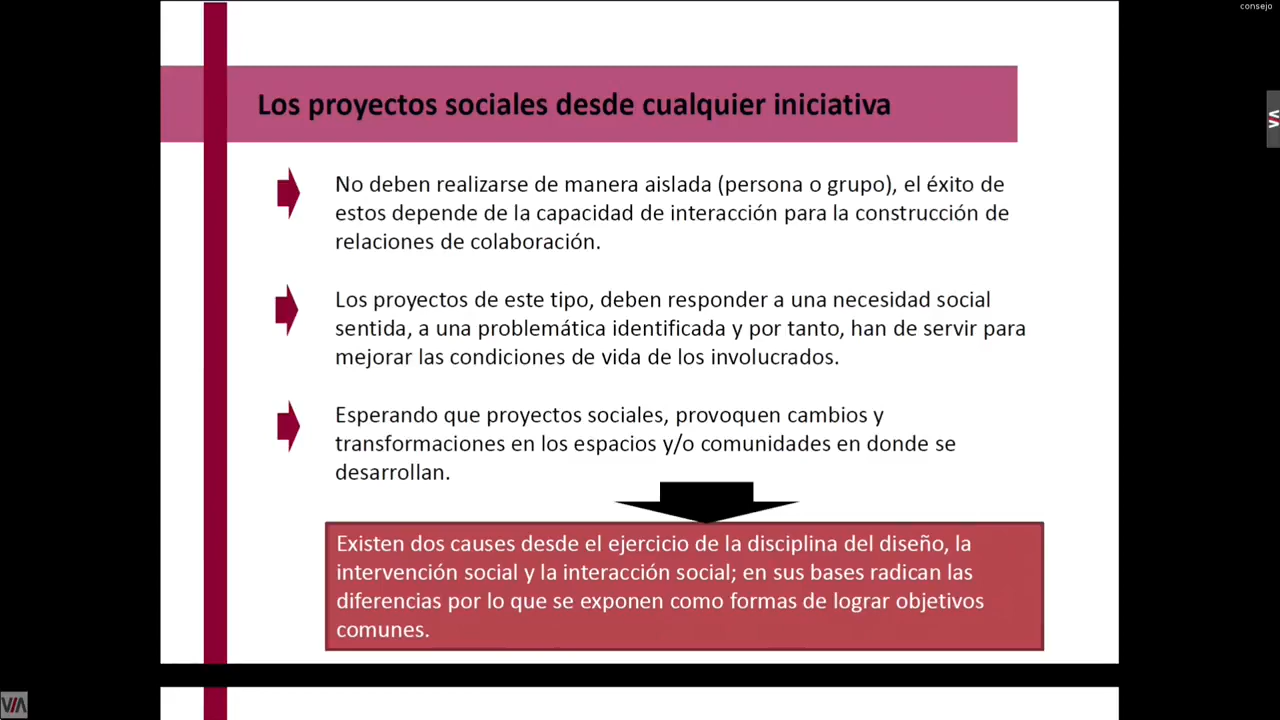 consejo
Los proyectos sociales desde cualquier iniciativa
No deben realizarse de manera aislada (persona o grupo), el éxito de
estos depende de la capacidad de interacción para la construcción de
relaciones de colaboración.
Los proyectos de este tipo, deben responder a una necesidad social
sentida, a una problemática identificada y por tanto, han de servir para
mejorar las condiciones de vida de los involucrados.
Esperando que proyectos sociales, provoquen cambios y
transformaciones en los espacios y/o comunidades en donde se
desarrollan.
Existen dos causes desde el ejercicio de la disciplina del diseño, la
intervención social y la interacción social; en sus bases radican las
diferencias por lo que se exponen como formas de lograr objetivos
comunes.
VIA